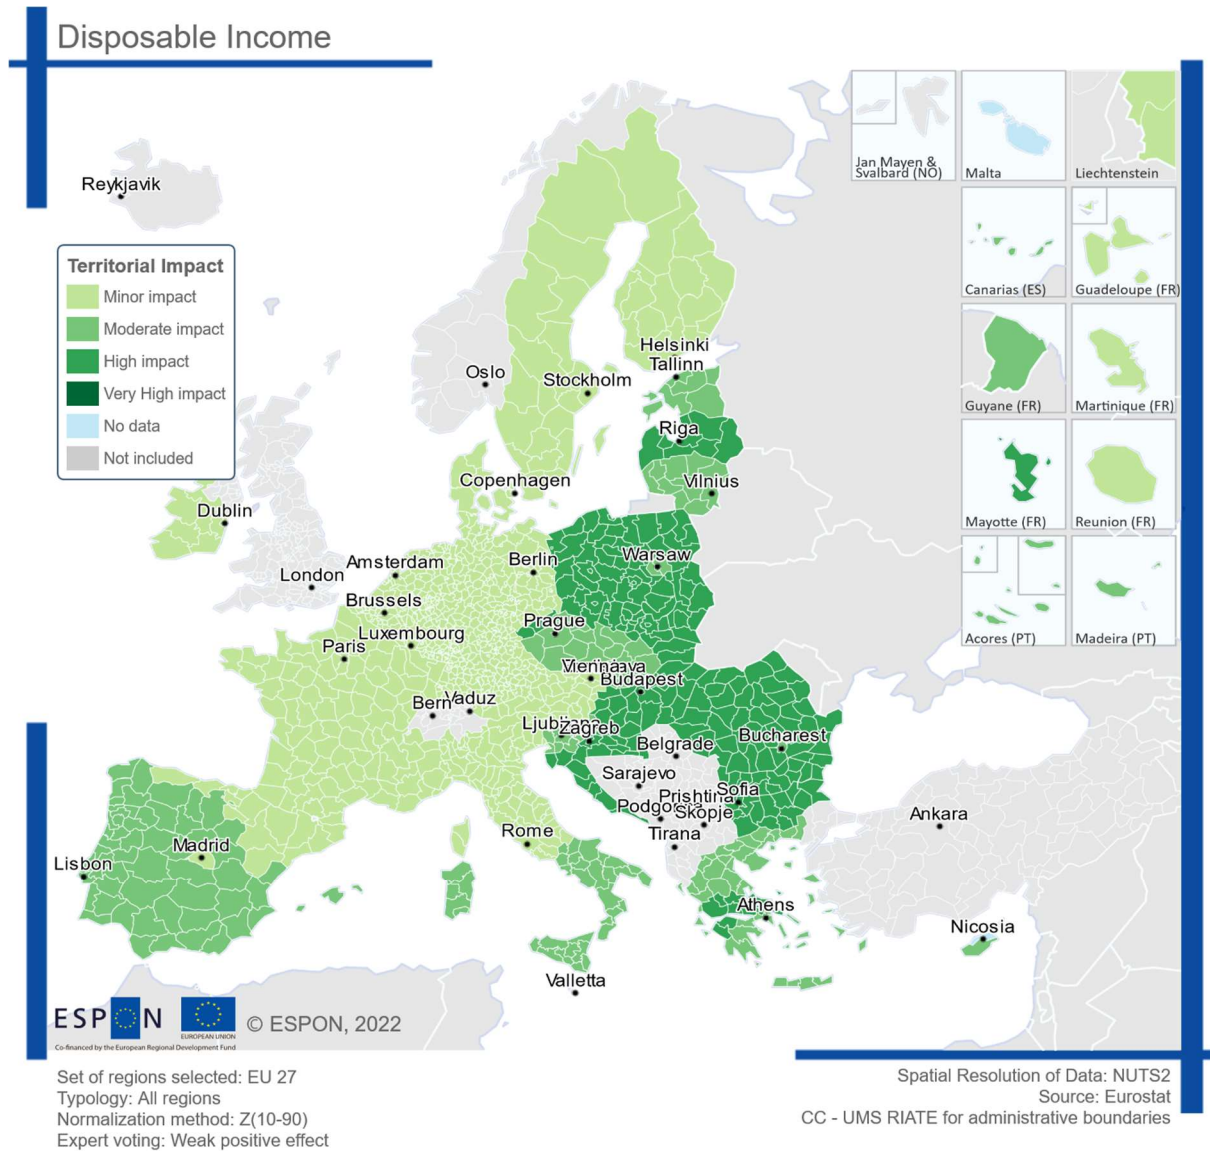 Disposable Income
Reykjavik
Territorial Impact
Minor impact
Moderate impact
High impact
Very High impact
No data
Not included
Jan Mayen &
Svalbard (NO)
Malta
Liechtenstein
Canarias (ES)
Guadeloupe (FR)
Guyane (FR)
Martinique (FR)
Mayotte (FR)
Reunion (FR)
Acores (PT)
Madeira (PT)
Helsinki
Tallinn
Oslo
Stockholm
Riga
Copenhagen
Vilnius
Dublin
Amsterdam
Berlin
Warsaw
London
Brussels
Prague
Luxembourg
Paris
Budapest
Bern
Vaduz
Zagreb
Bucharest
Belgrade
Sarajevo
Sofia
Prishtina
Skopje
Tirana
Ankara
Rome
Madrid
Lisbon
Athens
Nicosia
Valletta
ESPON
EUROPEAN UNION
© ESPON, 2022
Co-financed by the European Regional Development Fund
Set of regions selected: EU 27
Typology: All regions
Normalization method: Z(10-90)
Expert voting: Weak positive effect
Spatial Resolution of Data: NUTS2
Source: Eurostat
CC - UMS RIATE for administrative boundaries